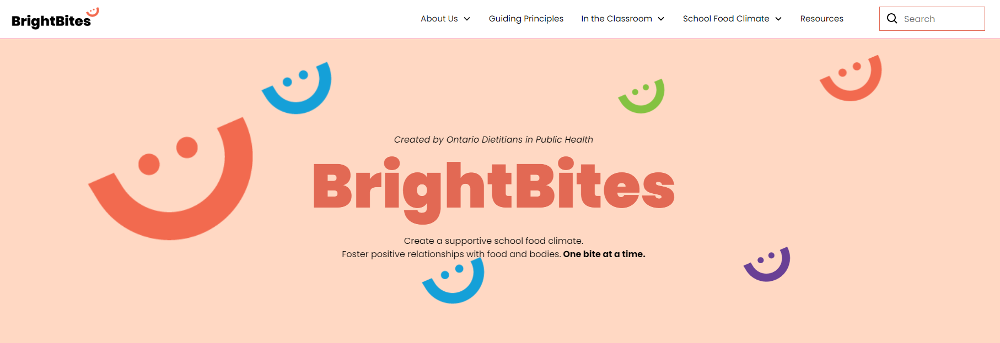 BrightBites
About Us
Guiding Principles
In the Classroom
School Food Climate
Resources
Search
Created by Ontario Dietitians in Public Health
BrightBites
Create a supportive school food climate.
Foster positive relationships with food and bodies. One bite at a time.